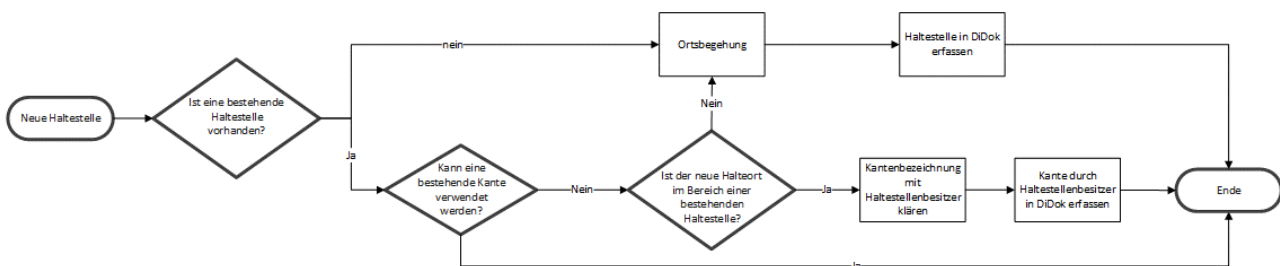 nein
Ortsbegehung
Haltestelle in DiDok
erfassen
Neue Haltestelle
Ist eine bestehende
Haltestelle
vorhanden?
Nein
Ja
Kann eine
bestehende Kante
verwendet
werden?
Nein
Ist der neue Halteort
im Bereich einer
bestehenden
Haltestelle?
Ja
Kantenbezeichnung
mit
Haltestellenbesitzer
klären
Kante durch
Haltestellenbesitzer
in DiDok erfassen
Ende
Ja